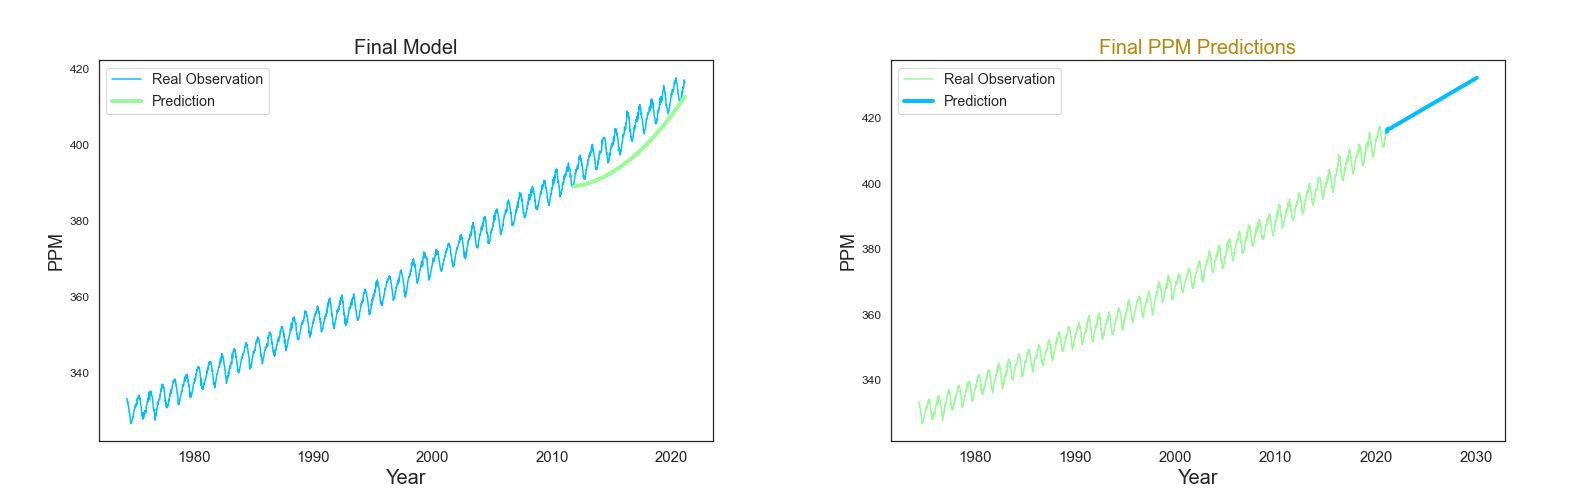 Final Model
Real Observation
Prediction
420
400
380
360
340
PPM
1980
1990
2000
2010
2020
Year
Final PPM Predictions
Real Observation
Prediction
420
400
380
360
340
PPM
1980
1990
2000
2010
2020
2030
Year